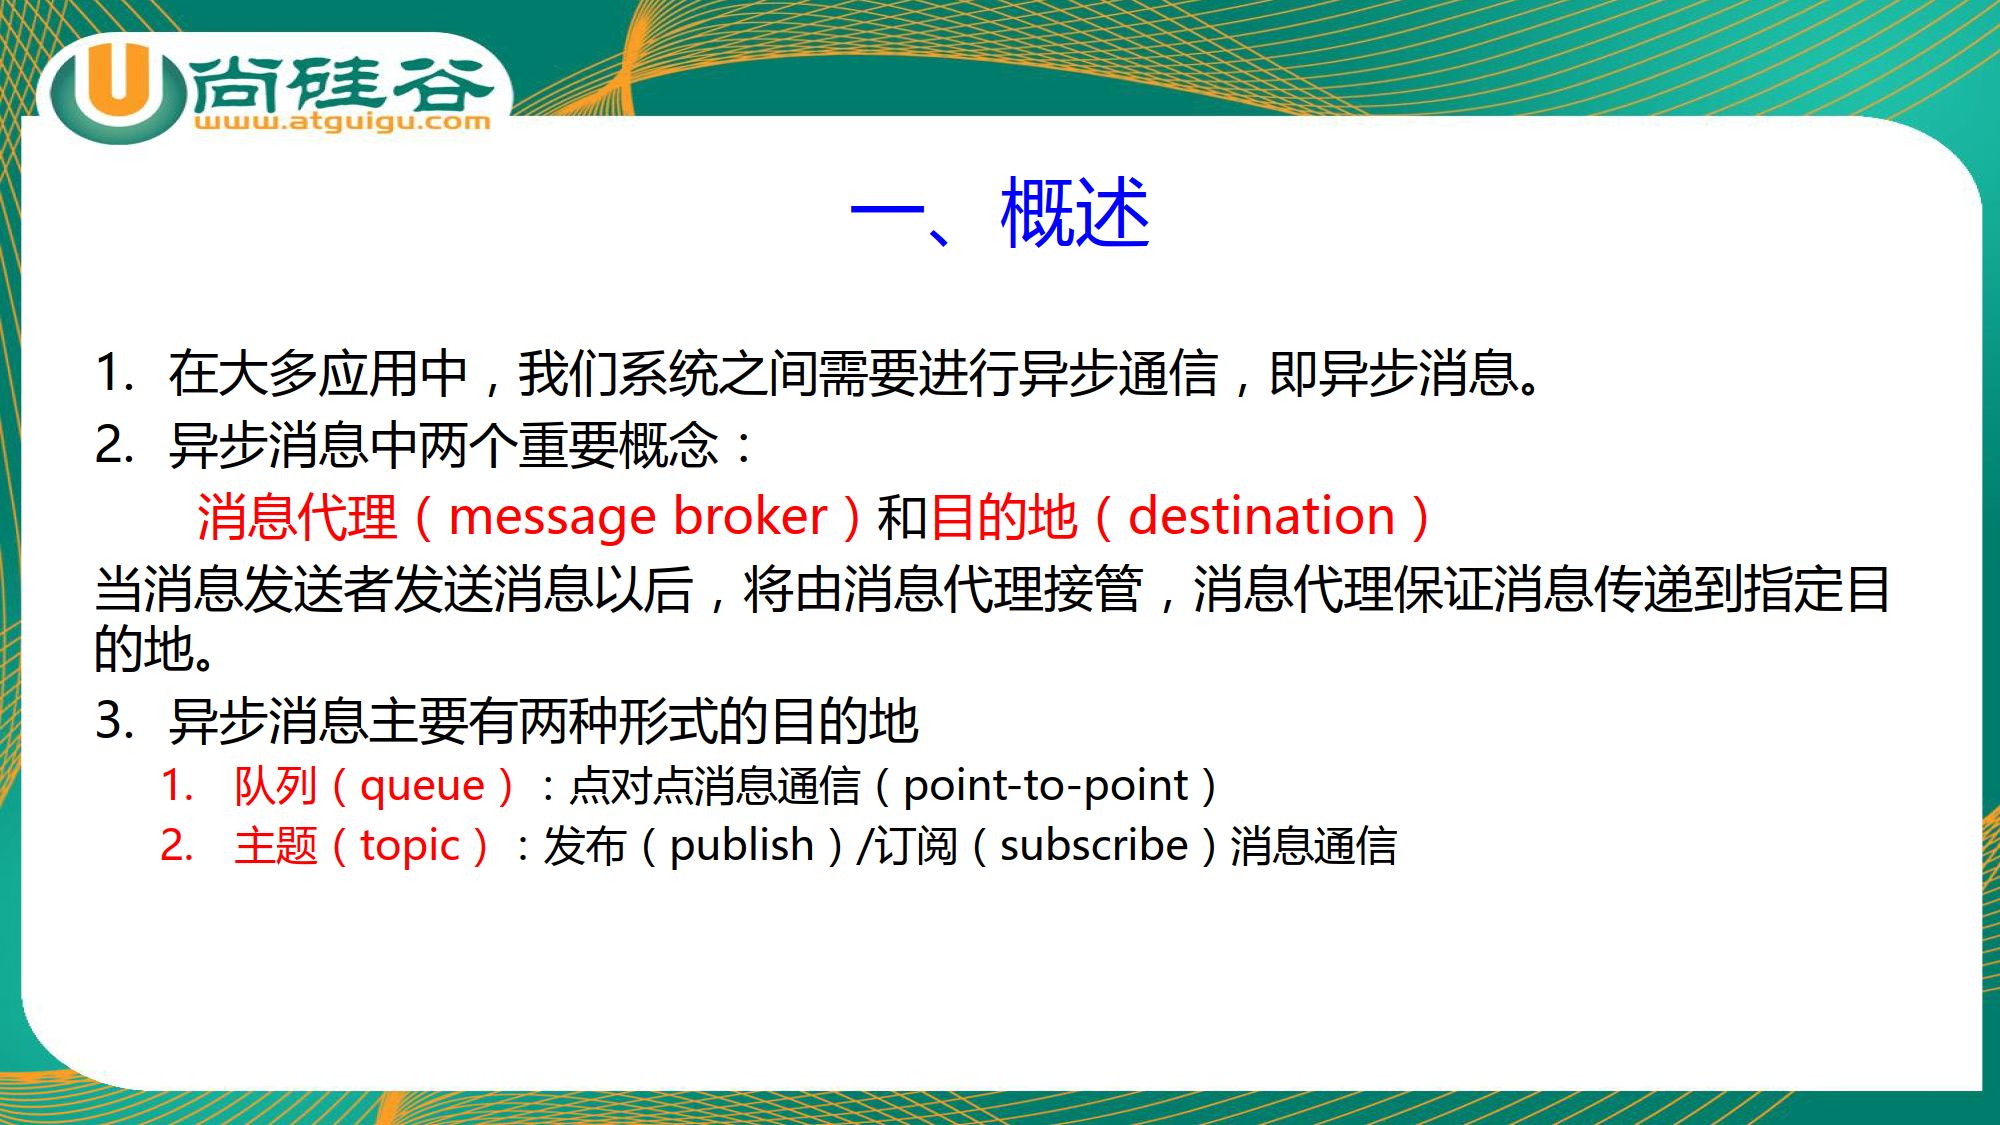 尚硅谷
www.atguigu.com
一、概述
1. 在大多应用中，我们系统之间需要进行异步通信，即异步消息。
2. 异步消息中两个重要概念：
消息代理（message broker）和目的地（destination）
当消息发送者发送消息以后，将由消息代理接管，消息代理保证消息传递到指定目
的地。
3. 异步消息主要有两种形式的目的地
1. 队列（queue）：点对点消息通信（point-to-point）
2. 主题（topic）：发布（publish）/订阅（subscribe）消息通信